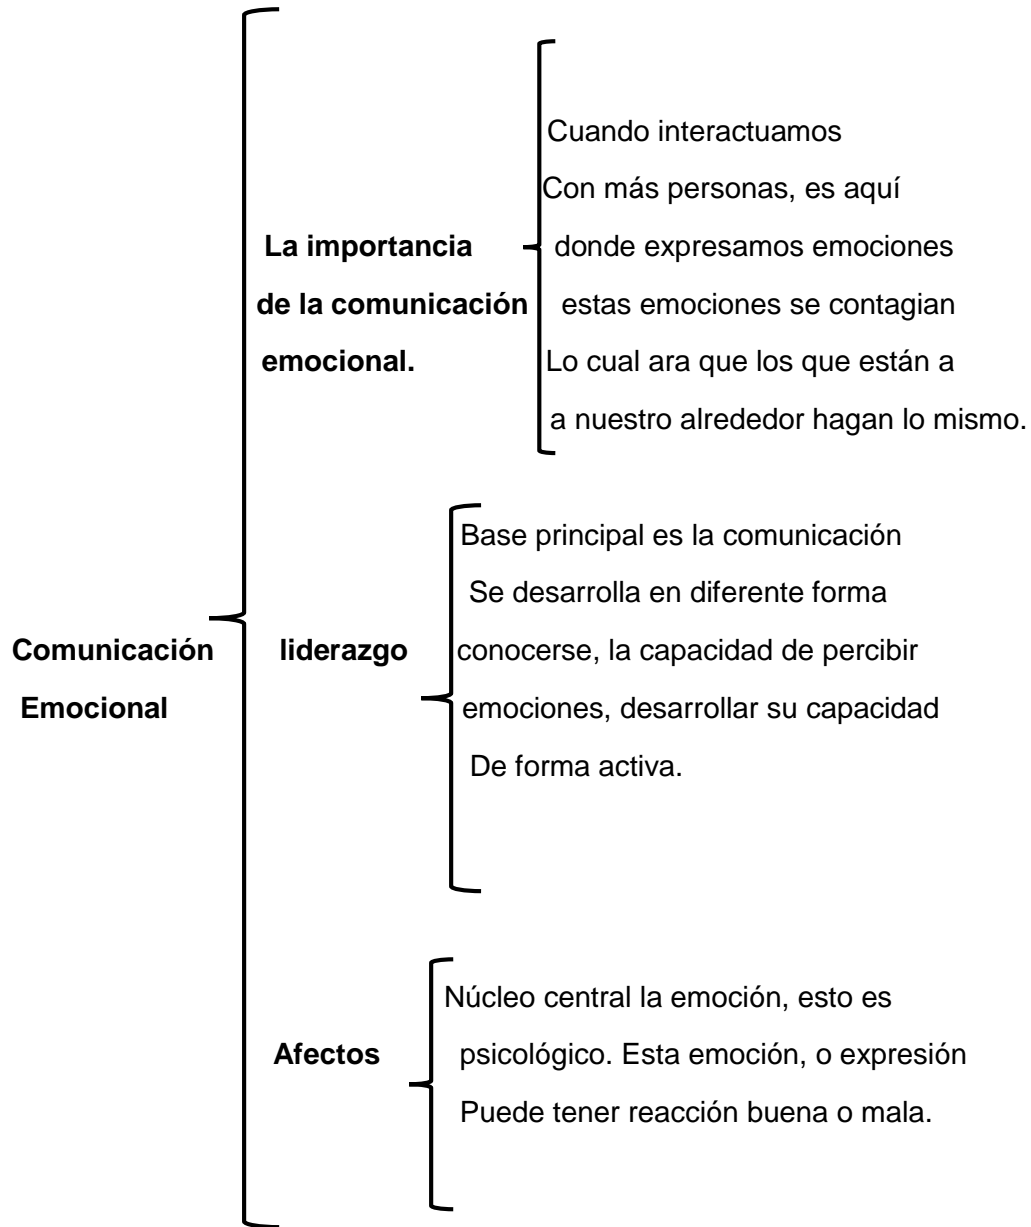 Comunicación
Emocional
La importancia
de la comunicación
emocional.
Cuando interactuamos
Con más personas, es aquí
donde expresamos emociones
estas emociones se contagian
Lo cual ara que los que están a
a nuestro alrededor hagan lo mismo.
liderazgo
Base principal es la comunicación
Se desarrolla en diferente forma
conocerse, la capacidad de percibir
emociones, desarrollar su capacidad
De forma activa.
Afectos
Núcleo central la emoción, esto es
psicológico. Esta emoción, o expresión
Puede tener reacción buena o mala.